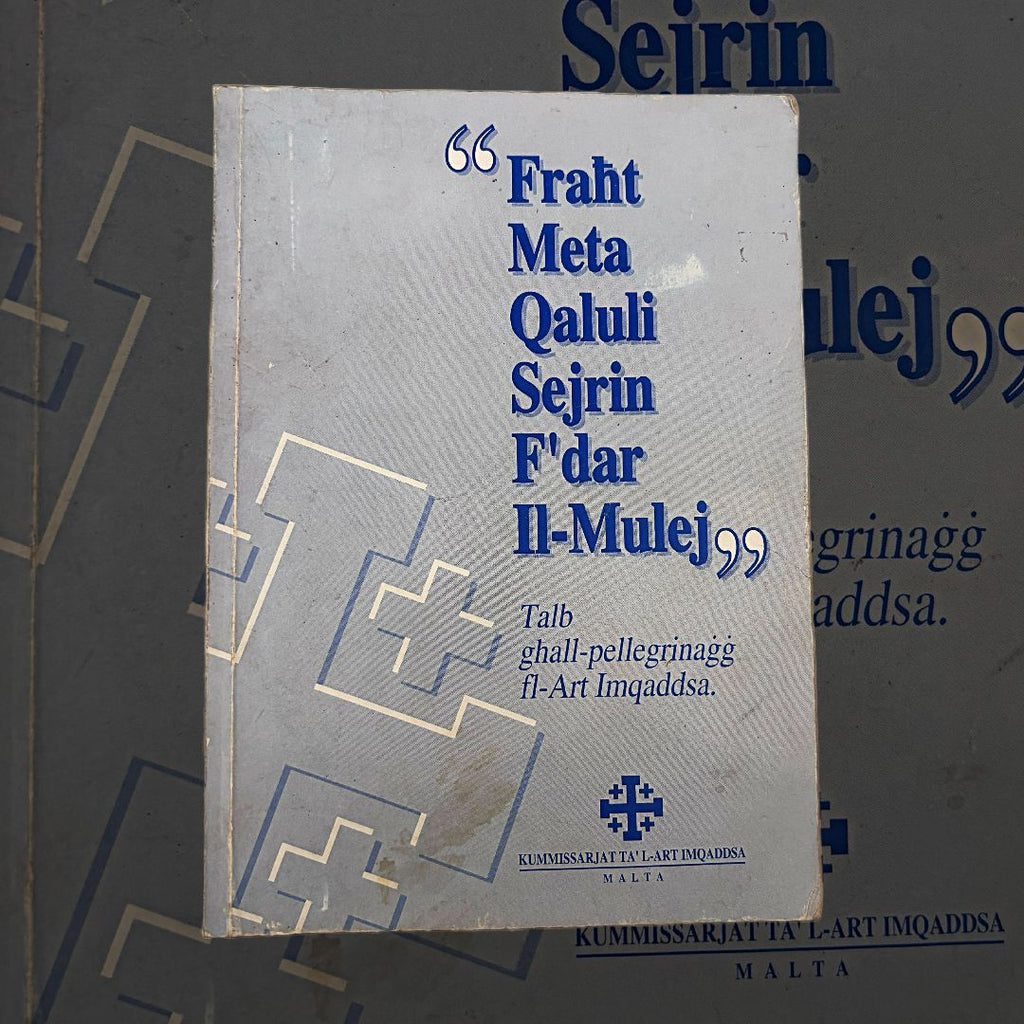 “Fraħt
Meta
Qaluli
Sejrin
F'dar
Il-Mulej”
Talb
għall-pellegrinaġġ
fl-Art Imqaddsa.
KUMMISSARJAT TA' L-ART IMQADDSA
MALTA
Sejrin
ulej”
egrinaġġ
addsa.
KUMMISSARJAT TA' L-ART IMQADDSA
MALTA